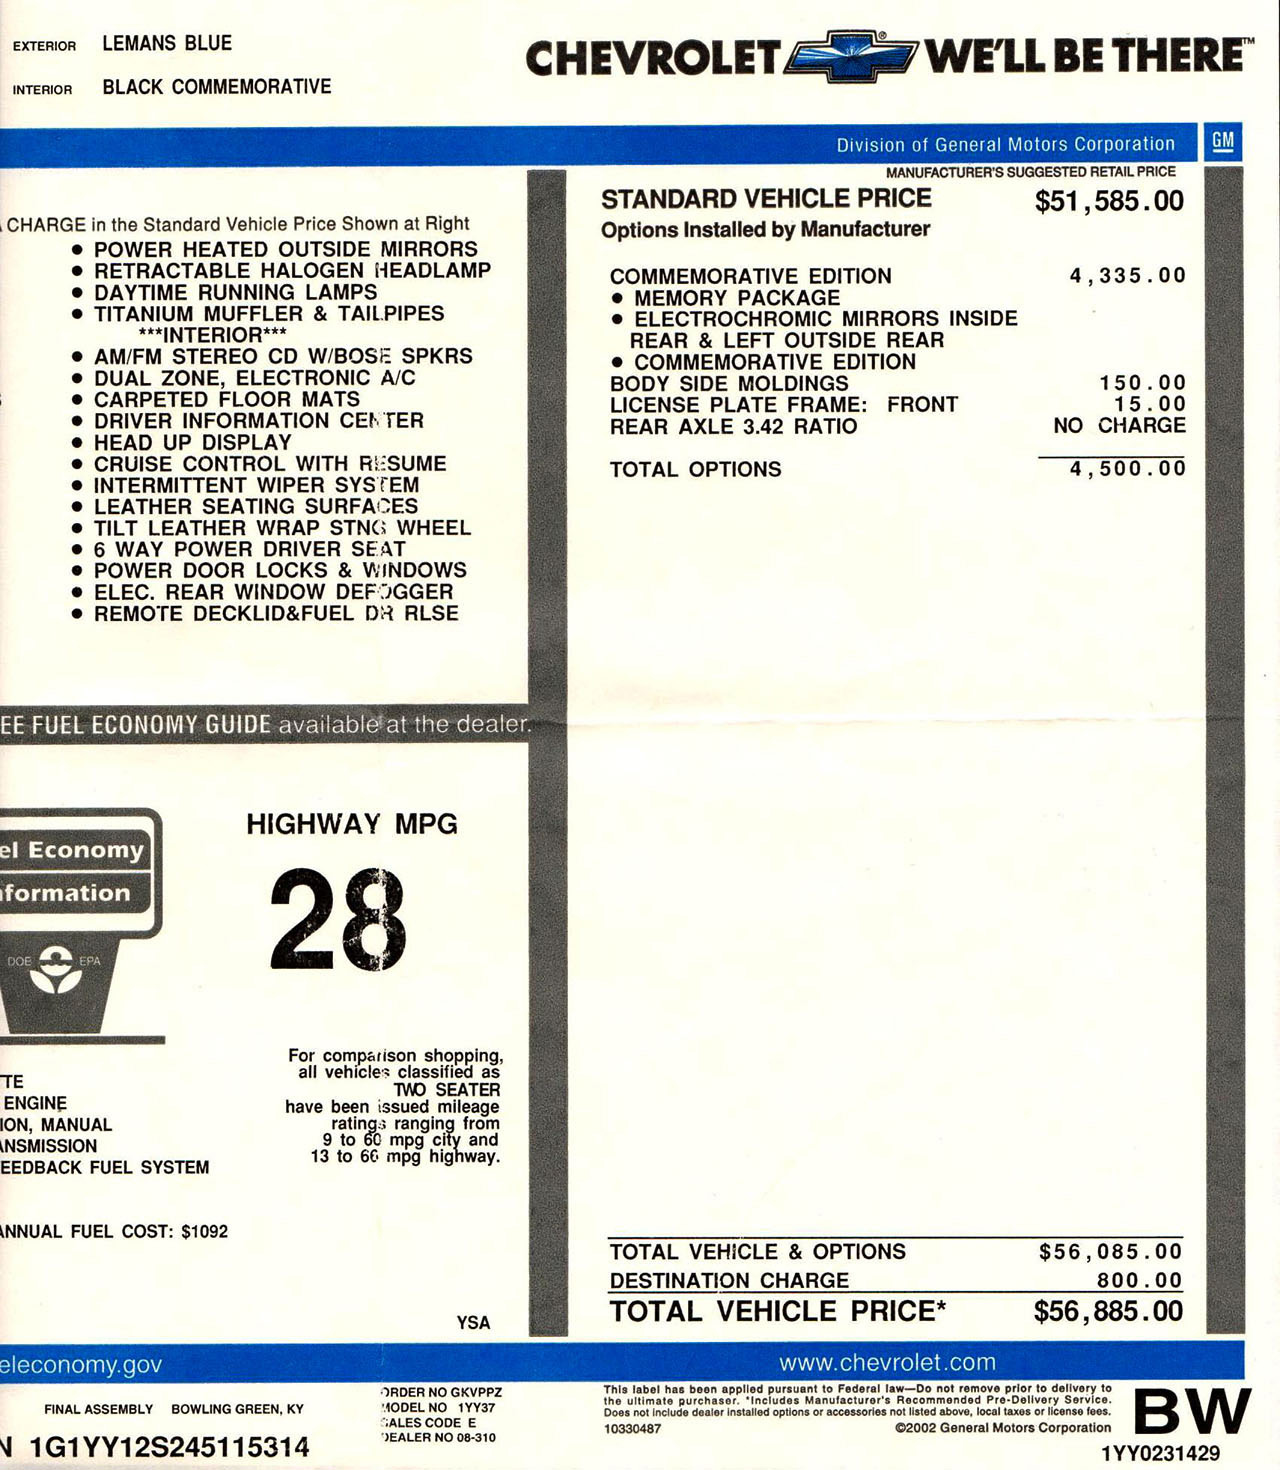 EXTERIOR LEMANS BLUE
INTERIOR BLACK COMMEMORATIVE
CHEVROLET ® WE'LL BE THERE™
Division of General Motors Corporation GM
MANUFACTURER'S SUGGESTED RETAIL PRICE
STANDARD VEHICLE PRICE $51,585.00
Options Installed by Manufacturer
COMMEMORATIVE EDITION 4,335.00
• MEMORY PACKAGE
• ELECTROCHROMIC MIRRORS INSIDE
REAR & LEFT OUTSIDE REAR
• COMMEMORATIVE EDITION
BODY SIDE MOLDINGS 150.00
LICENSE PLATE FRAME: FRONT 15.00
REAR AXLE 3.42 RATIO NO CHARGE
TOTAL OPTIONS 4,500.00
CHARGE in the Standard Vehicle Price Shown at Right
• POWER HEATED OUTSIDE MIRRORS
• RETRACTABLE HALOGEN HEADLAMP
• DAYTIME RUNNING LAMPS
• TITANIUM MUFFLER & TAILPIPES
***INTERIOR***
• AM/FM STEREO CD W/BOSE SPKRS
• DUAL ZONE, ELECTRONIC A/C
• CARPETED FLOOR MATS
• DRIVER INFORMATION CENTER
• HEAD UP DISPLAY
• CRUISE CONTROL WITH RESUME
• INTERMITTENT WIPER SYSTEM
• LEATHER SEATING SURFACES
• TILT LEATHER WRAP STNG WHEEL
• 6 WAY POWER DRIVER SEAT
• POWER DOOR LOCKS & WINDOWS
• ELEC. REAR WINDOW DEFOGGER
• REMOTE DECKLID&FUEL DR RLSE
EE FUEL ECONOMY GUIDE available at the dealer.
el Economy
nformation
DOE EPA
HIGHWAY MPG
28
For comparison shopping,
all vehicles classified as
TWO SEATER
have been issued mileage
ratings ranging from
9 to 60 mpg city and
13 to 66 mpg highway.
TE
ENGINE
ION, MANUAL
ANSMISSION
EEDBACK FUEL SYSTEM
ANNUAL FUEL COST: $1092
YSA
TOTAL VEHICLE & OPTIONS $56,085.00
DESTINATION CHARGE 800.00
TOTAL VEHICLE PRICE* $56,885.00
eleconomy.gov
www.chevrolet.com
FINAL ASSEMBLY BOWLING GREEN, KY
N 1G1YY12S245115314
ORDER NO GKVPPZ
MODEL NO 1YY37
SALES CODE E
DEALER NO 08-310
This label has been applied pursuant to Federal law—Do not remove prior to delivery to
the ultimate purchaser. *Includes Manufacturer's Recommended Pre-Delivery Service.
Does not include dealer installed options or accessories not listed above, local taxes or license fees.
10330487 ©2002 General Motors Corporation
BW
1YY0231429